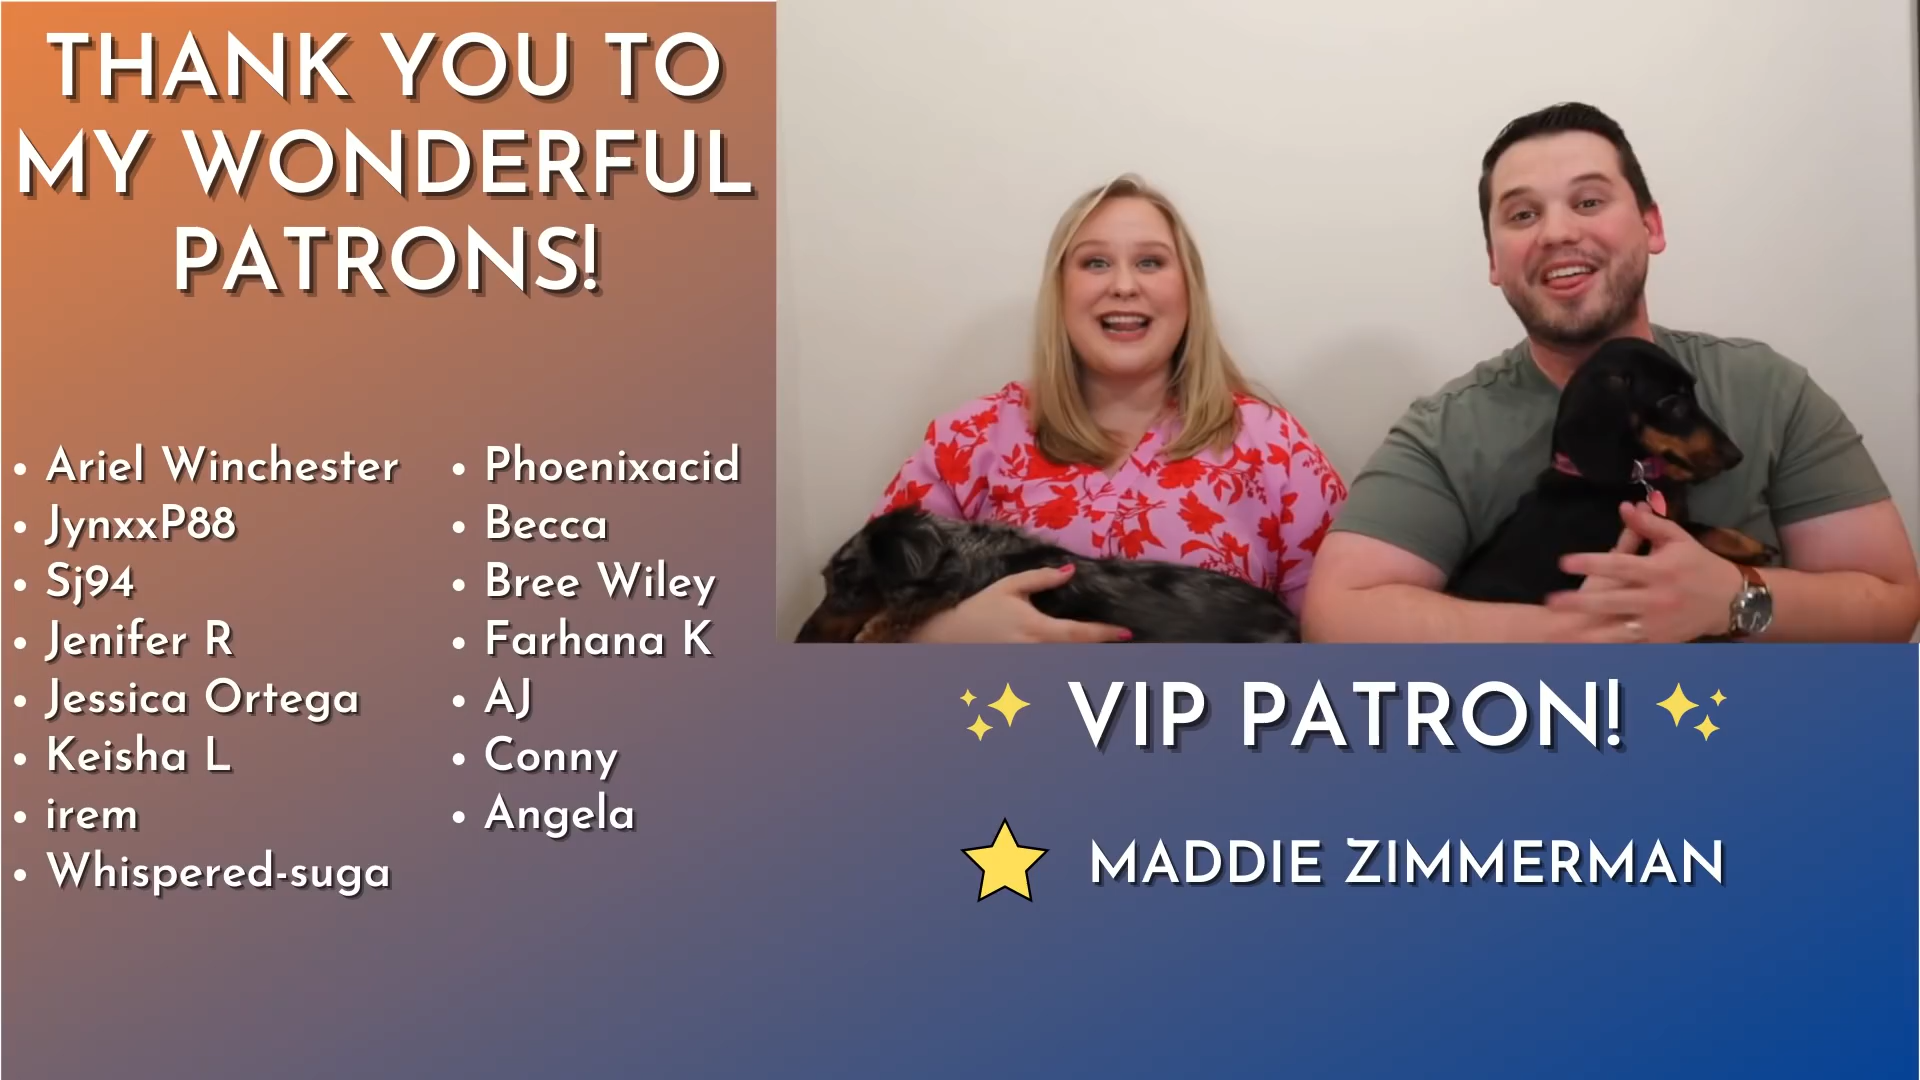 THANK YOU TO
MY WONDERFUL
PATRONS!
• Ariel Winchester
• JynxxP88
• Sj94
• Jenifer R
• Jessica Ortega
• Keisha L
• irem
• Whispered-suga
• Phoenixacid
• Becca
• Bree Wiley
• Farhana K
• AJ
• Conny
• Angela
VIP PATRON!
MADDIE ZIMMERMAN